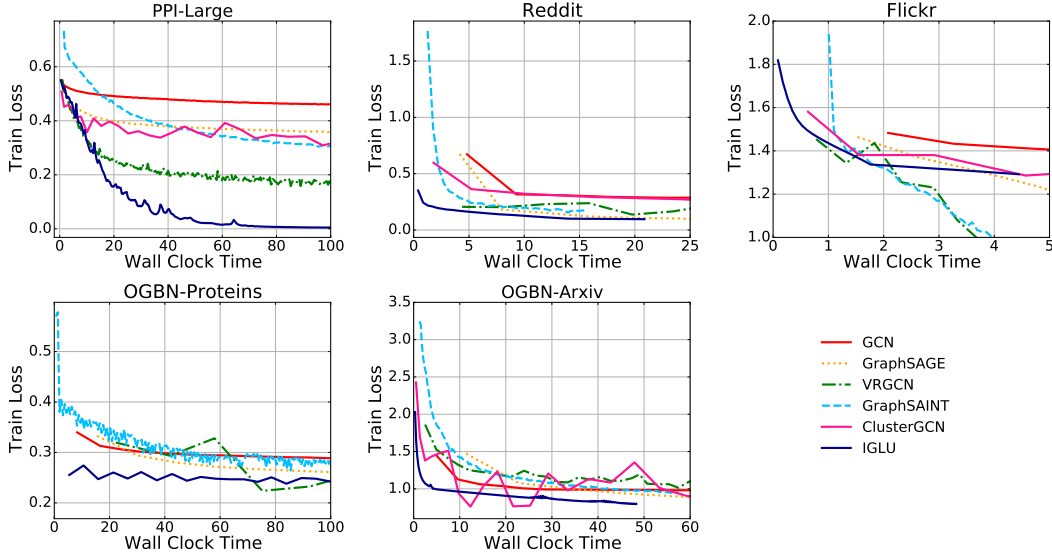 PPI-Large
Train Loss
0.6
0.4
0.2
0.0
0 20 40 60 80 100
Wall Clock Time
Reddit
Train Loss
1.5
1.0
0.5
0.0
0 5 10 15 20 25
Wall Clock Time
Flickr
Train Loss
2.0
1.8
1.6
1.4
1.2
1.0
0 1 2 3 4 5
Wall Clock Time
OGBN-Proteins
Train Loss
0.5
0.4
0.3
0.2
0 20 40 60 80 100
Wall Clock Time
OGBN-Arxiv
Train Loss
3.5
3.0
2.5
2.0
1.5
1.0
0 10 20 30 40 50 60
Wall Clock Time
GCN
GraphSAGE
VRGCN
GraphSAINT
ClusterGCN
IGLU